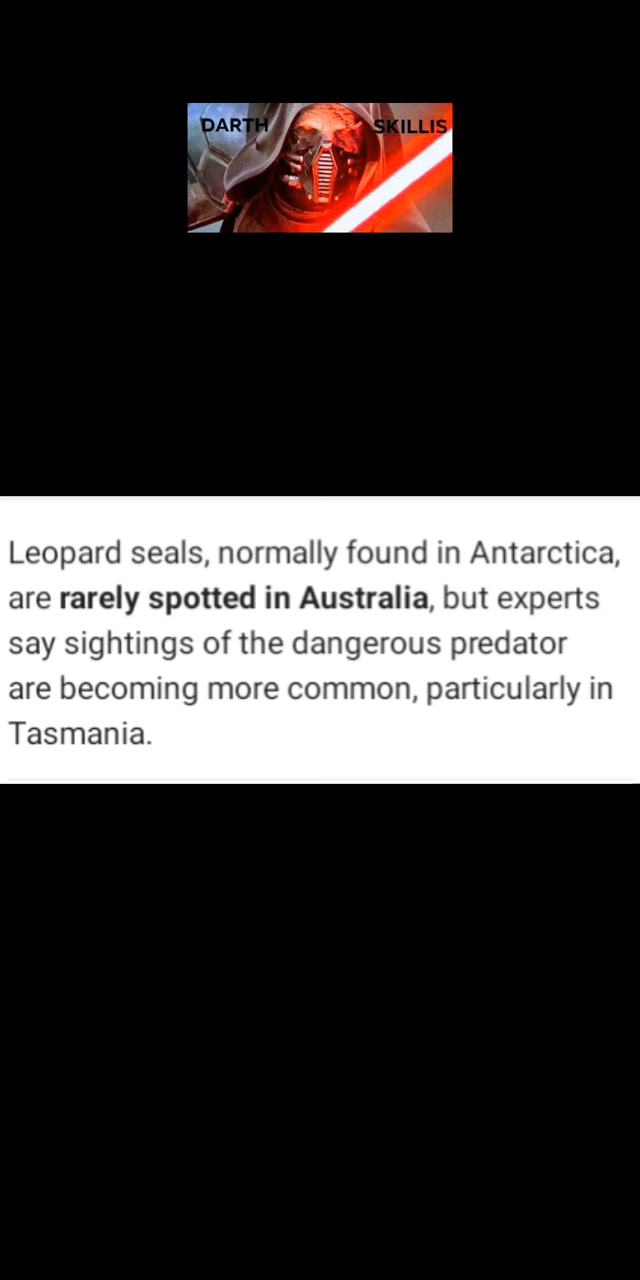 DARTH SKILLIS
Leopard seals, normally found in Antarctica,
are rarely spotted in Australia, but experts
say sightings of the dangerous predator
are becoming more common, particularly in
Tasmania.